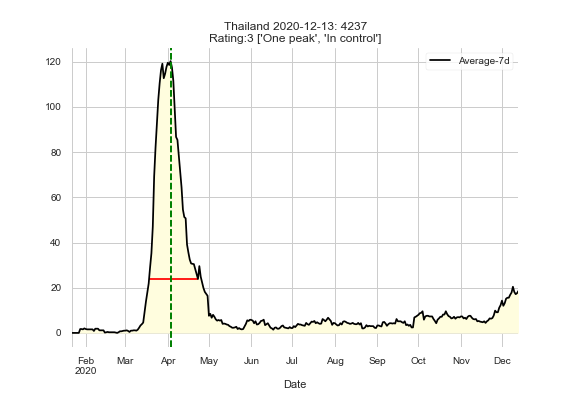 Thailand 2020-12-13: 4237
Rating:3 ['One peak', 'In control']
Average-7d
120
100
80
60
40
20
0
Feb Mar Apr May Jun Jul Aug Sep Oct Nov Dec
2020
Date